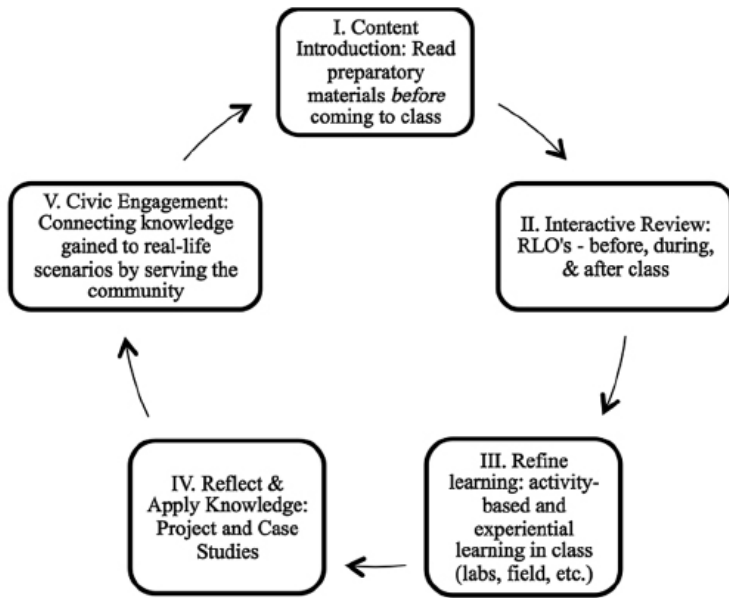 I. Content
Introduction: Read
preparatory
materials before
coming to class
II. Interactive Review:
RLO's - before, during,
& after class
III. Refine
learning: activity-
based and
experiential
learning in class
(labs, field, etc.)
IV. Reflect &
Apply Knowledge:
Project and Case
Studies
V. Civic Engagement:
Connecting knowledge
gained to real-life
scenarios by serving the
community